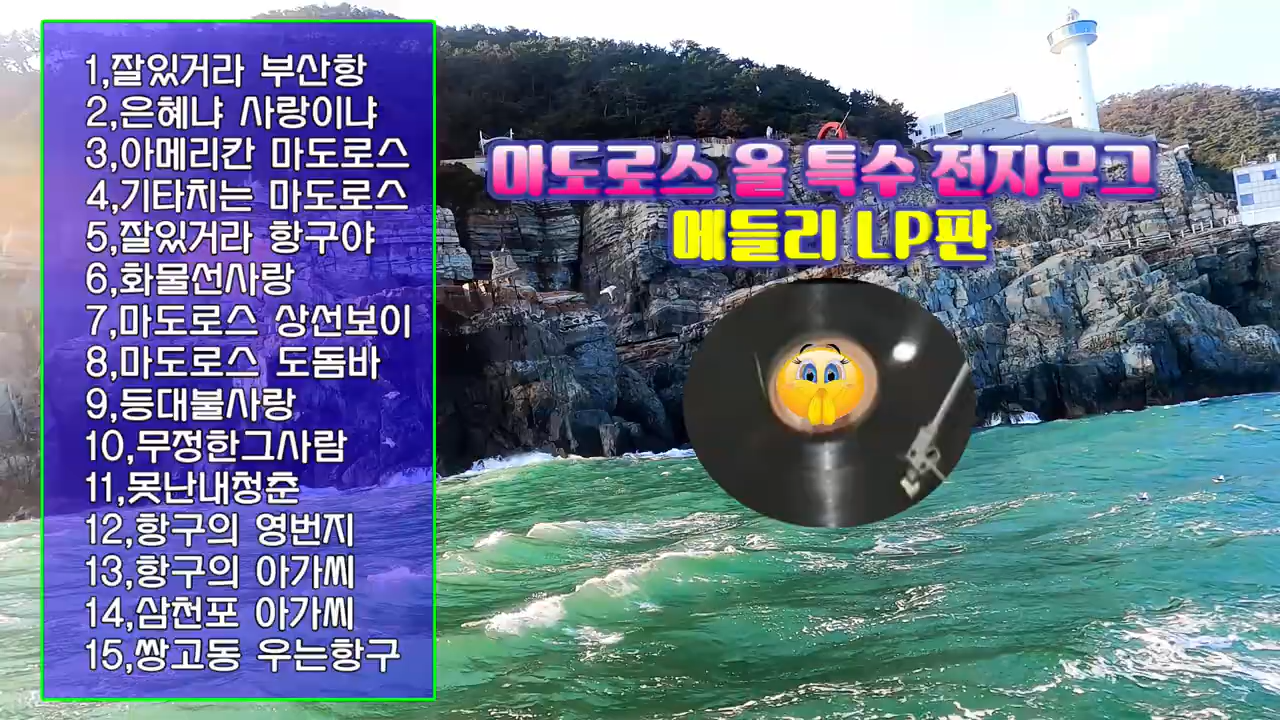 1,잘있거라 부산항
2,은혜냐 사랑이냐
3,아메리칸 마도로스
4,기타치는 마도로스
5,잘있거라 항구야
6,화물선사랑
7,마도로스 상선보이
8,마도로스 도돔바
9,등대불사랑
10,무정한그사람
11,못난내청춘
12,항구의 영번지
13,항구의 아가씨
14,삼천포 아가씨
15,쌍고동 우는항구
마도로스 올 특수 전자무그
메들리 LP판